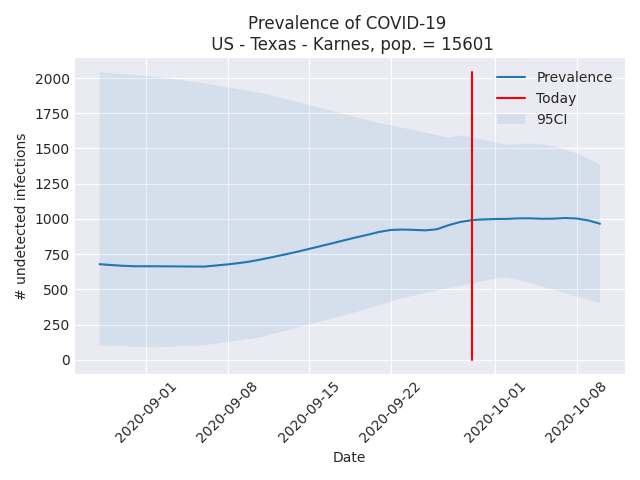 Prevalence of COVID-19
US - Texas - Karnes, pop. = 15601
Prevalence
Today
95CI
# undetected infections
2000
1750
1500
1250
1000
750
500
250
0
2020-09-01
2020-09-08
2020-09-15
2020-09-22
2020-10-01
2020-10-08
Date